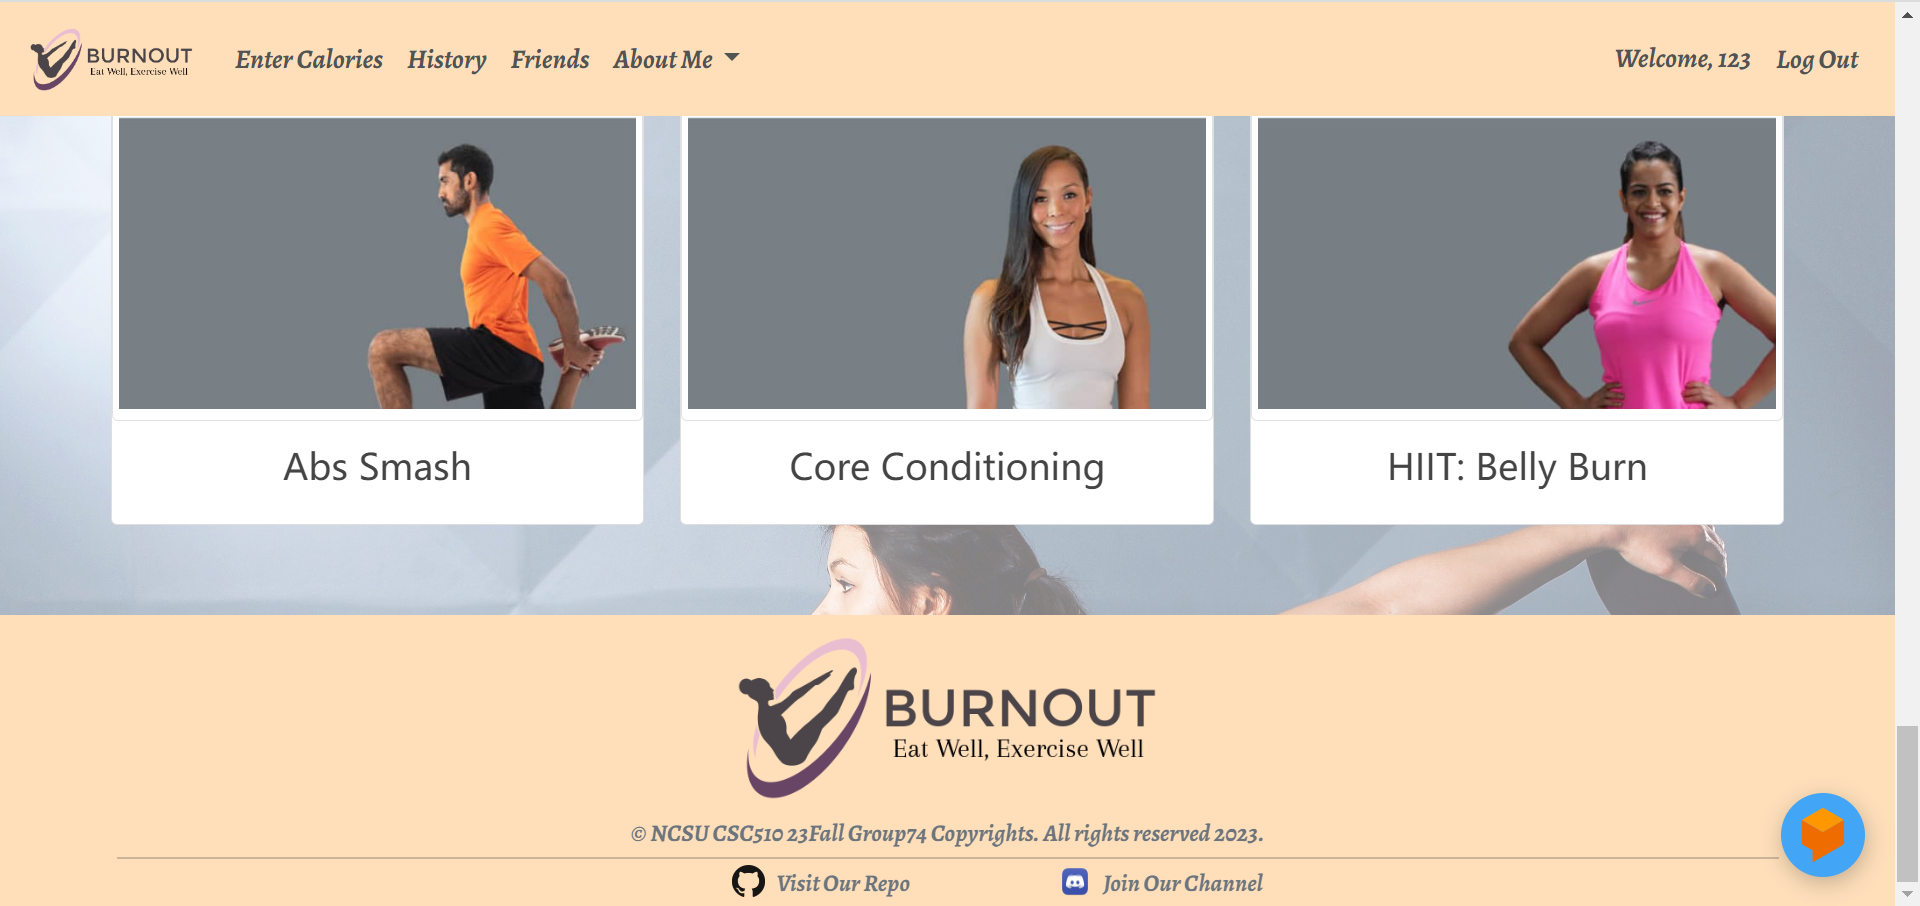 BURNOUT
Eat Well, Exercise Well
Enter Calories
History
Friends
About Me
Welcome, 123
Log Out
Abs Smash
Core Conditioning
HIIT: Belly Burn
BURNOUT
Eat Well, Exercise Well
© NCSU CSC510 23Fall Group74 Copyrights. All rights reserved 2023.
Visit Our Repo
Join Our Channel